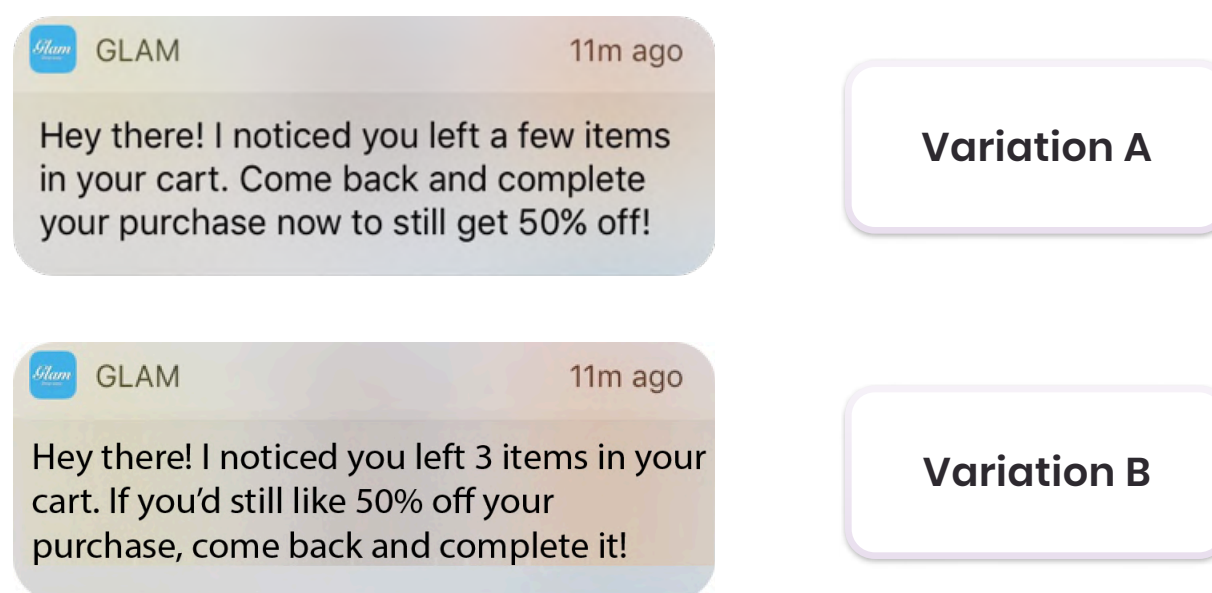 Glam
GLAM
11m ago
Hey there! I noticed you left a few items
in your cart. Come back and complete
your purchase now to still get 50% off!
Variation A
Glam
GLAM
11m ago
Hey there! I noticed you left 3 items in your
cart. If you’d still like 50% off your
purchase, come back and complete it!
Variation B